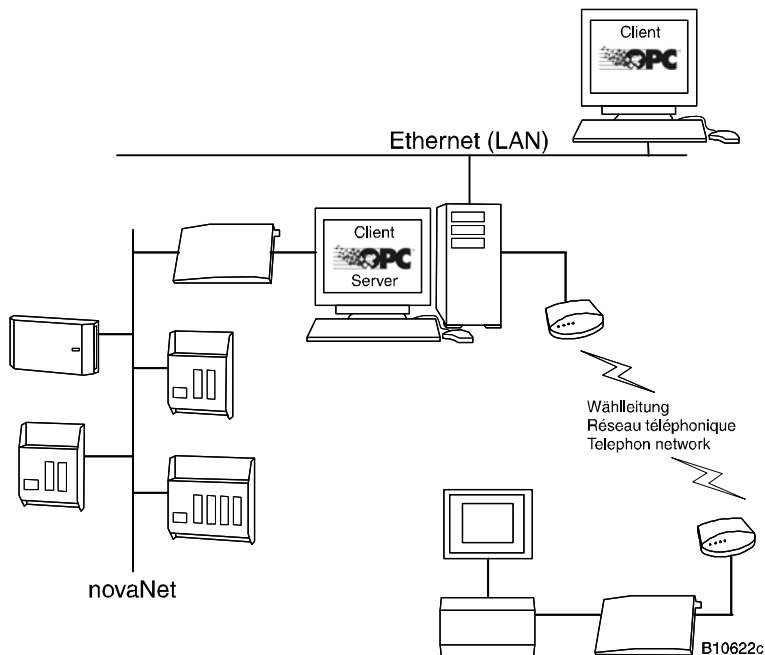 Client
OPC
Ethernet (LAN)
Client
OPC
Server
Wählleitung
Réseau téléphonique
Telephon network
novaNet
B10622c